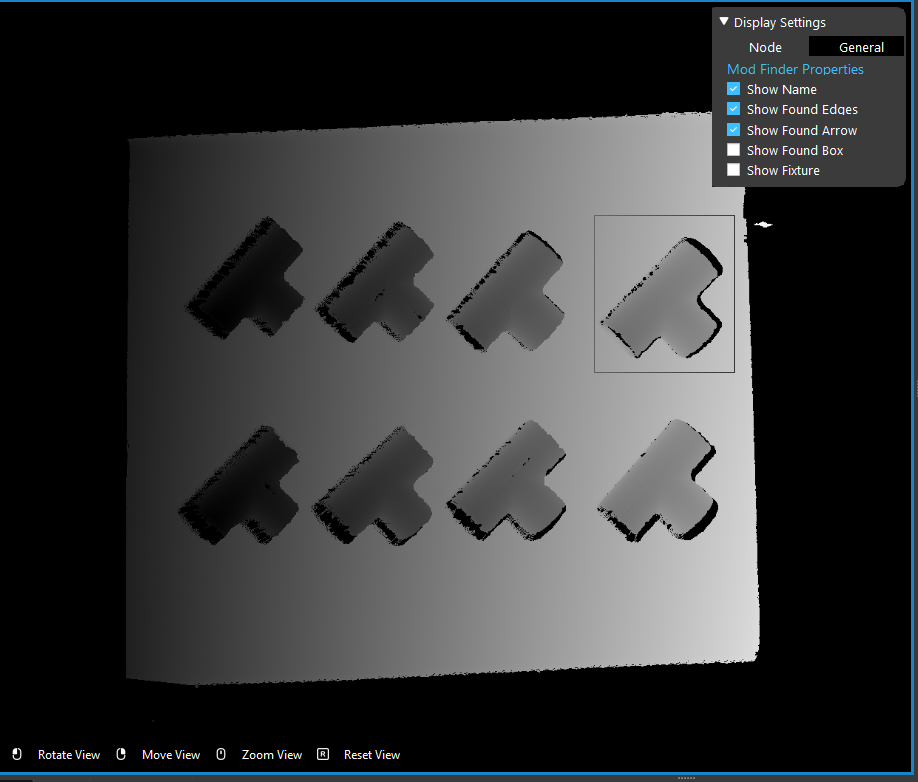 Display Settings
Node General
Mod Finder Properties
Show Name
Show Found Edges
Show Found Arrow
Show Found Box
Show Fixture
Rotate View Move View Zoom View R Reset View